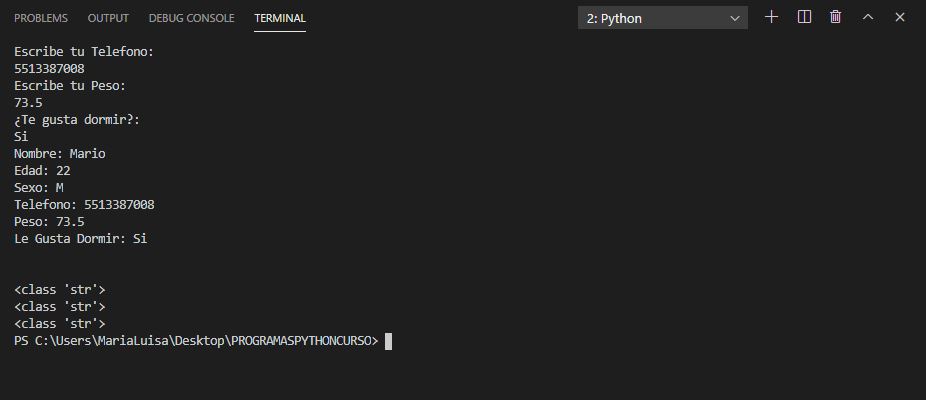 PROBLEMS OUTPUT DEBUG CONSOLE TERMINAL 2: Python
Escribe tu Telefono:
5513387008
Escribe tu Peso:
73.5
¿Te gusta dormir?:
Si
Nombre: Mario
Edad: 22
Sexo: M
Telefono: 5513387008
Peso: 73.5
Le Gusta Dormir: Si
<class 'str'>
<class 'str'>
<class 'str'>
PS C:\Users\MariaLuisa\Desktop\PROGRAMASPYTHONCURSO>